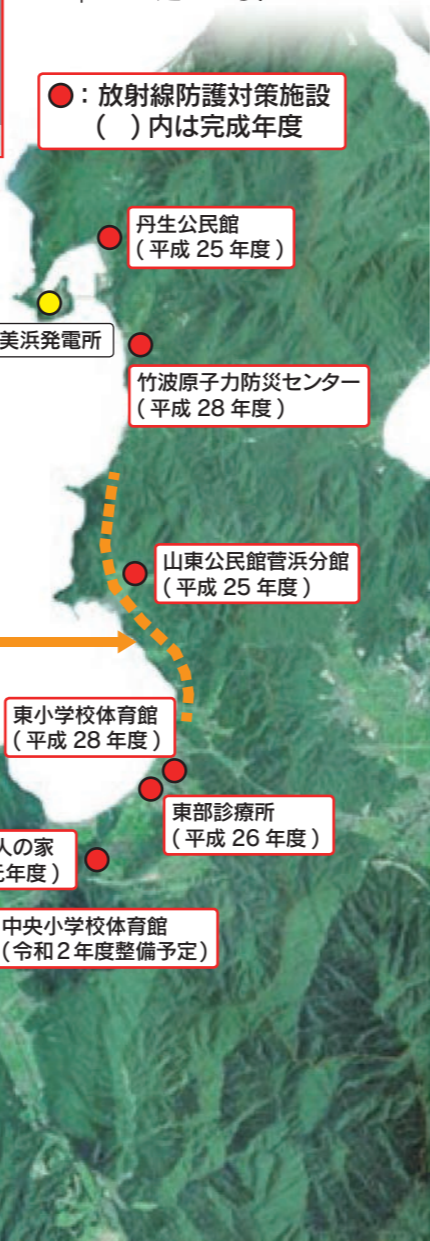 ●：放射線防護対策施設
(　)内は完成年度
丹生公民館
(平成 25 年度)
美浜発電所
竹波原子力防災センター
(平成 28 年度)
山東公民館菅浜分館
(平成 25 年度)
東小学校体育館
(平成 28 年度)
東部診療所
(平成 26 年度)
人の家
元年度)
中央小学校体育館
(令和２年度整備予定)